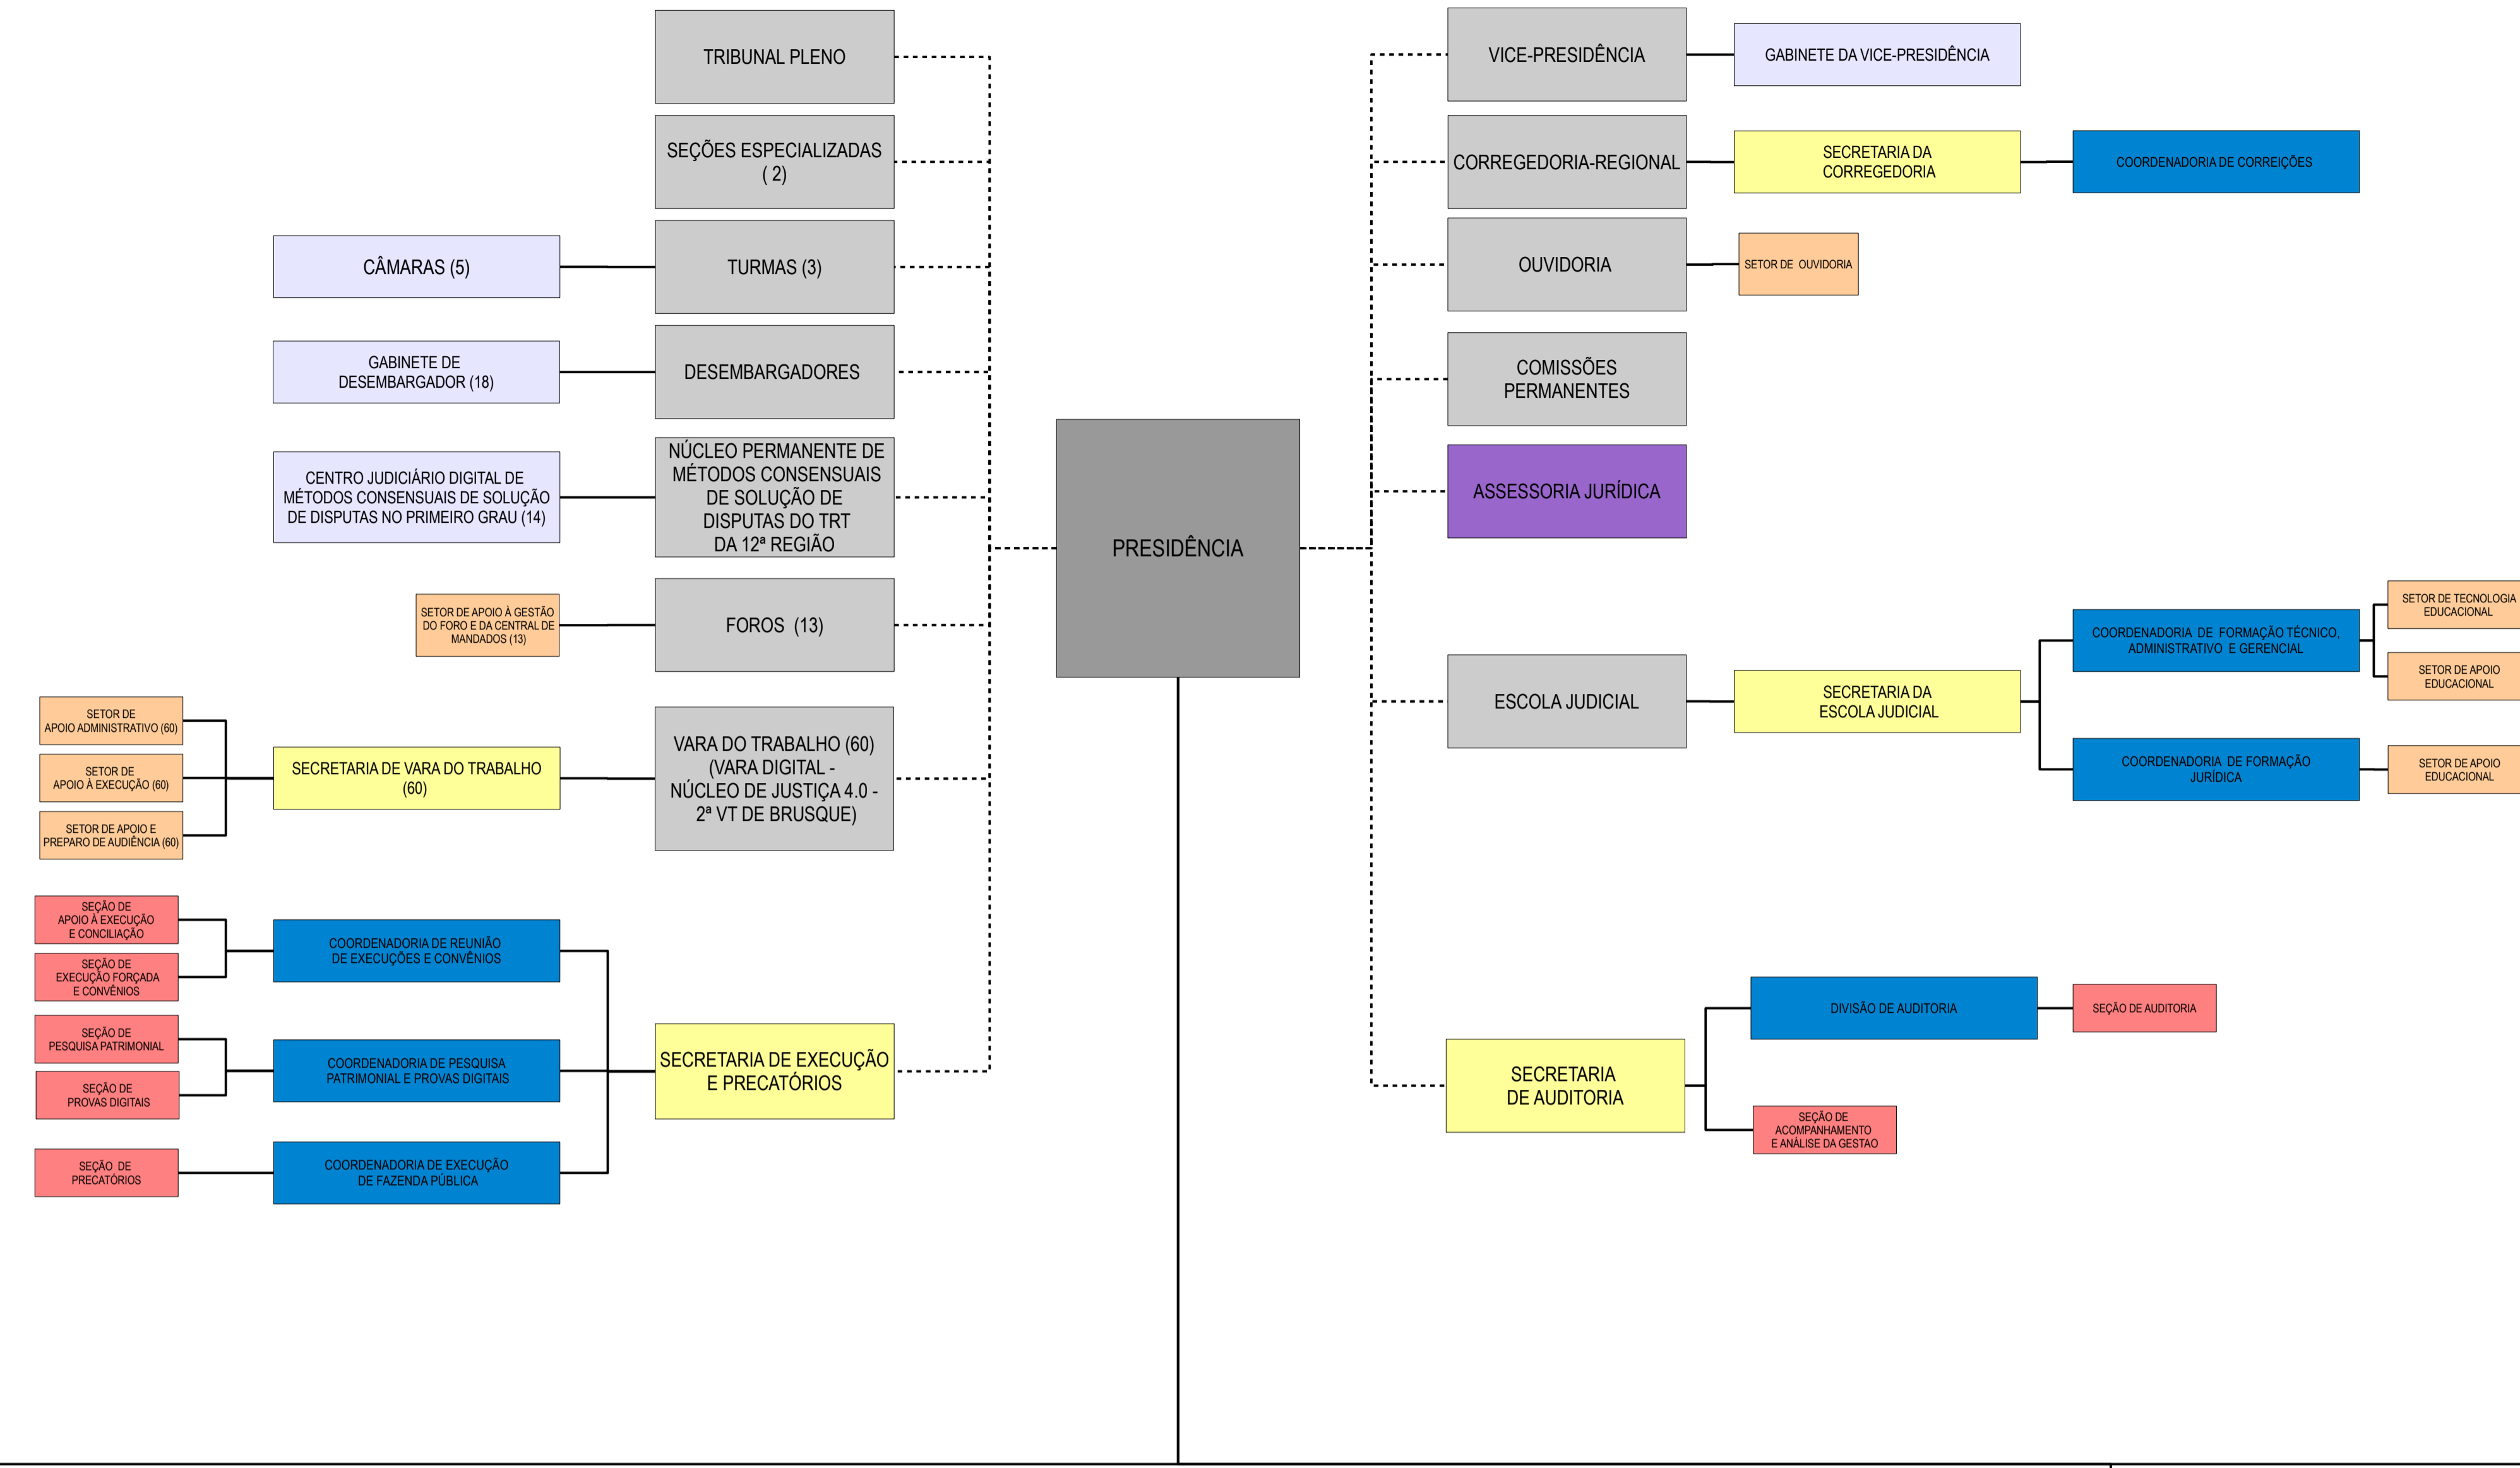 TRIBUNAL PLENO
SEÇÕES ESPECIALIZADAS
( 2)
CÂMARAS (5)
TURMAS (3)
GABINETE DE
DESEMBARGADOR (18)
DESEMBARGADORES
CENTRO JUDICIÁRIO DIGITAL DE
MÉTODOS CONSENSUAIS DE SOLUÇÃO
DE DISPUTAS NO PRIMEIRO GRAU (14)
NÚCLEO PERMANENTE DE
MÉTODOS CONSENSUAIS
DE SOLUÇÃO DE
DISPUTAS DO TRT
DA 12ª REGIÃO
SETOR DE APOIO À GESTÃO
DO FORO E DA CENTRAL DE
MANDADOS (13)
FOROS (13)
SETOR DE
APOIO ADMINISTRATIVO (60)
SETOR DE
APOIO À EXECUÇÃO (60)
SETOR DE APOIO E
PREPARO DE AUDIÊNCIA (60)
SECRETARIA DE VARA DO TRABALHO
(60)
VARA DO TRABALHO (60)
(VARA DIGITAL -
NÚCLEO DE JUSTIÇA 4.0 -
2ª VT DE BRUSQUE)
SEÇÃO DE
APOIO À EXECUÇÃO
E CONCILIAÇÃO
SEÇÃO DE
EXECUÇÃO FORÇADA
E CONVÊNIOS
COORDENADORIA DE REUNIÃO
DE EXECUÇÕES E CONVÊNIOS
SEÇÃO DE
PESQUISA PATRIMONIAL
SEÇÃO DE
PROVAS DIGITAIS
COORDENADORIA DE PESQUISA
PATRIMONIAL E PROVAS DIGITAIS
SEÇÃO DE
PRECATÓRIOS
COORDENADORIA DE EXECUÇÃO
DE FAZENDA PÚBLICA
SECRETARIA DE EXECUÇÃO
E PRECATÓRIOS
PRESIDÊNCIA
VICE-PRESIDÊNCIA
GABINETE DA VICE-PRESIDÊNCIA
CORREGEDORIA-REGIONAL
SECRETARIA DA
CORREGEDORIA
COORDENADORIA DE CORREIÇÕES
OUVIDORIA
SETOR DE OUVIDORIA
COMISSÕES
PERMANENTES
ASSESSORIA JURÍDICA
ESCOLA JUDICIAL
SECRETARIA DA
ESCOLA JUDICIAL
COORDENADORIA DE FORMAÇÃO TÉCNICO,
ADMINISTRATIVO E GERENCIAL
SETOR DE TECNOLOGIA
EDUCACIONAL
SETOR DE APOIO
EDUCACIONAL
COORDENADORIA DE FORMAÇÃO
JURÍDICA
SETOR DE APOIO
EDUCACIONAL
SECRETARIA
DE AUDITORIA
DIVISÃO DE AUDITORIA
SEÇÃO DE AUDITORIA
SEÇÃO DE
ACOMPANHAMENTO
E ANÁLISE DA GESTAO